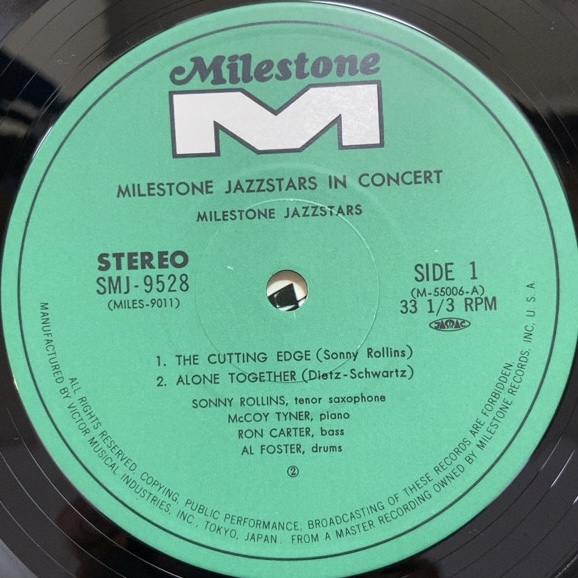 Milestone
M
MILESTONE JAZZSTARS IN CONCERT
MILESTONE JAZZSTARS
STEREO
SMJ-9528
(MILES-9011)
SIDE 1
(M-55006-A)
33 1/3 RPM
JASRAC
1. THE CUTTING EDGE (Sonny Rollins)
2. ALONE TOGETHER (Dietz-Schwartz)
SONNY ROLLINS, tenor saxophone
McCOY TYNER, piano
RON CARTER, bass
AL FOSTER, drums
②
ALL RIGHTS RESERVED. COPYING, PUBLIC PERFORMANCE, BROADCASTING OF THESE RECORDS ARE FORBIDDEN.
MANUFACTURED BY VICTOR MUSICAL INDUSTRIES, INC., TOKYO, JAPAN. FROM A MASTER RECORDING OWNED BY MILESTONE RECORDS, INC, U.S.A.